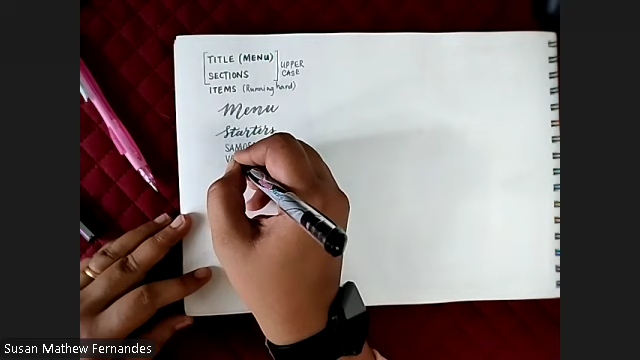 TITLE (MENU)
SECTIONS
UPPER
CASE
ITEMS (Running hand)
Menu
Starters
Susan Mathew Fernandes